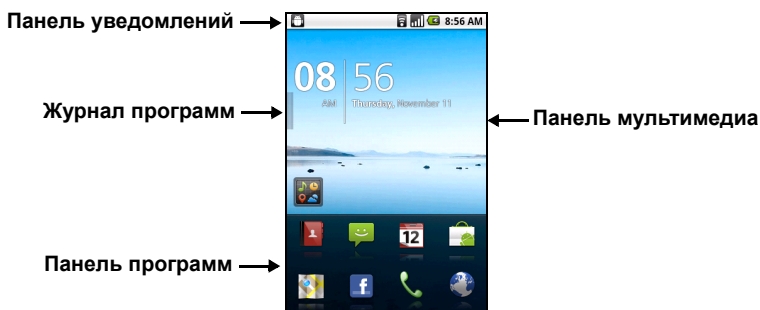 Панель уведомлений
8:56 AM
08 56
AM Thursday, November 11
Журнал программ
Панель мультимедиа
12
Панель программ
f